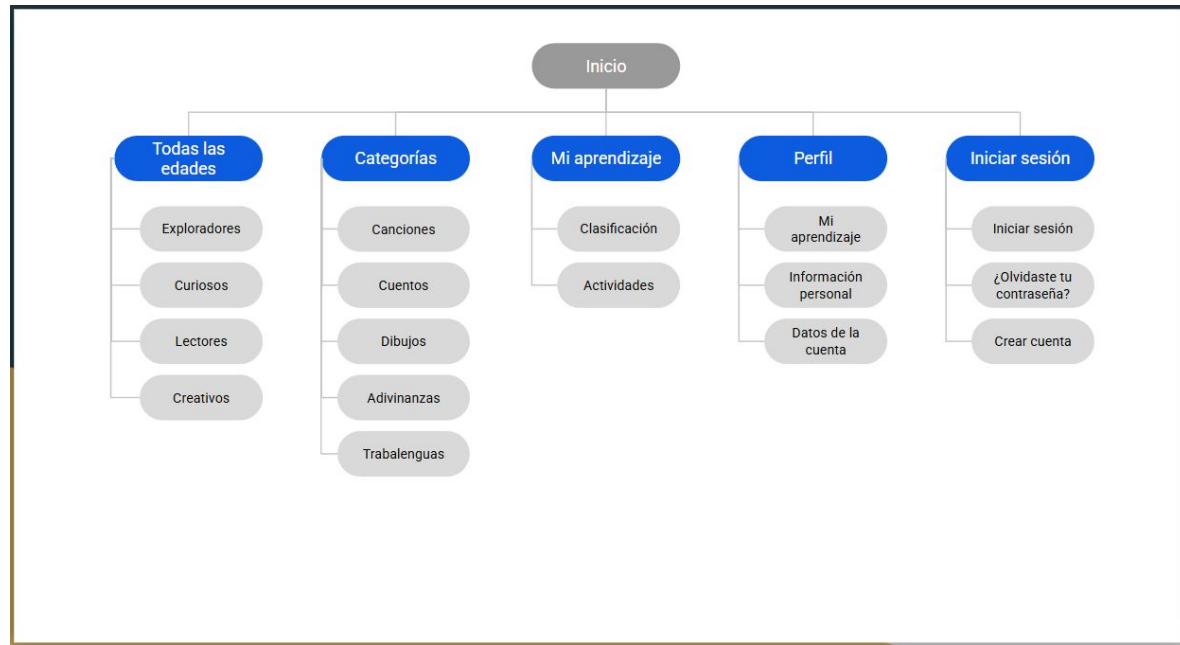 Inicio
Todas las
edades
Categorías
Mi aprendizaje
Perfil
Iniciar sesión
Exploradores
Curiosos
Lectores
Creativos
Canciones
Cuentos
Dibujos
Adivinanzas
Trabalenguas
Clasificación
Actividades
Mi
aprendizaje
Información
personal
Datos de la
cuenta
Iniciar sesión
¿Olvidaste tu
contraseña?
Crear cuenta